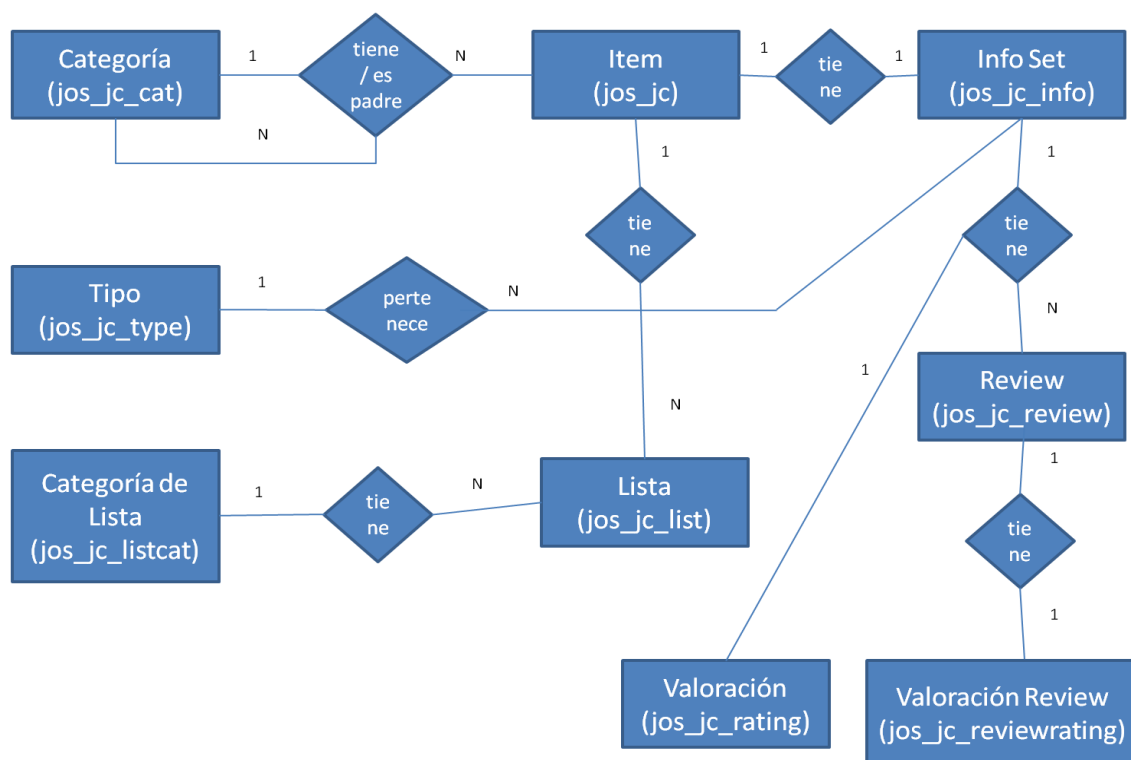 Categoría
(jos_jc_cat)
1
tiene
/ es
padre
N
Item
(jos_jc)
1
tie
ne
1
Info Set
(jos_jc_info)
N
1
1
tie
ne
tie
ne
Tipo
(jos_jc_type)
1
perte
nece
N
N
1
Review
(jos_jc_review)
N
1
Categoría de
Lista
(jos_jc_listcat)
1
tie
ne
N
Lista
(jos_jc_list)
tie
ne
1
Valoración
(jos_jc_rating)
Valoración Review
(jos_jc_reviewrating)